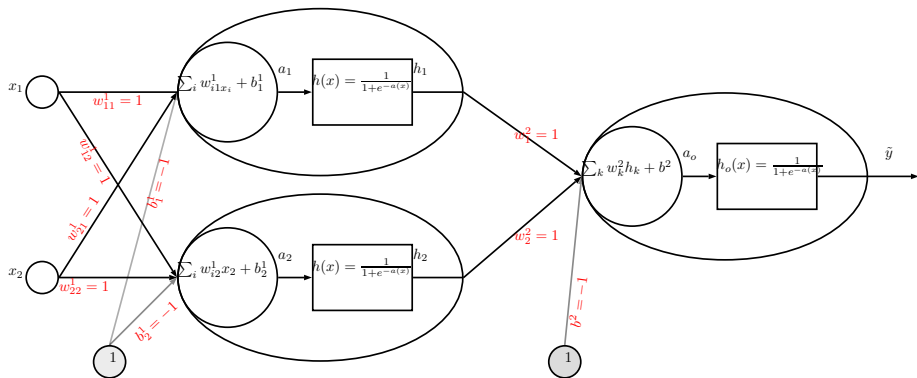 x₁
w¹₁₁ = 1
∑ᵢ w¹ᵢ₁ₓᵢ + b¹₁
a₁
h(x) = 1/(1+e^{−a(x)})
h₁
w¹₁₂ = 1
b¹₁ = −1
w¹₂₁ = 1
w²₁ = 1
∑ₖ w²ₖhₖ + b²
aₒ
hₒ(x) = 1/(1+e^{−a(x)})
ỹ
x₂
w¹₂₂ = 1
∑ᵢ w¹ᵢ₂x₂ + b¹₂
a₂
h(x) = 1/(1+e^{−a(x)})
h₂
w²₂ = 1
b¹₂ = −1
b² = −1
1
1